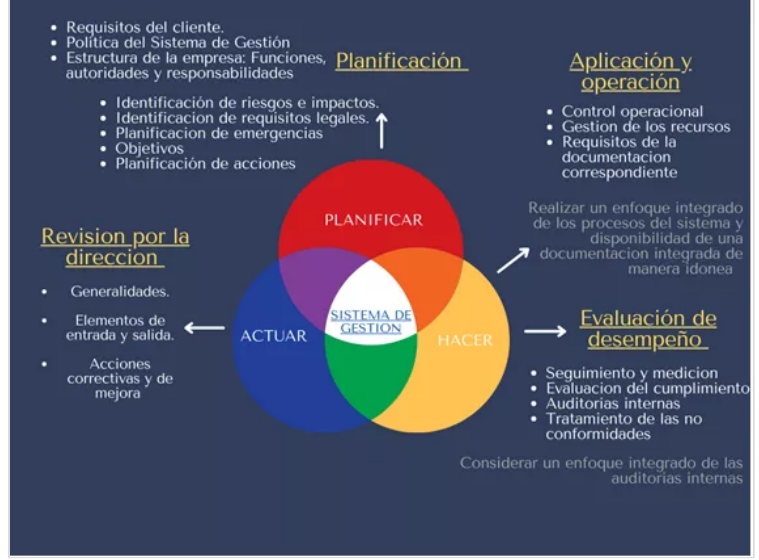 • Requisitos del cliente.
• Política del Sistema de Gestión
• Estructura de la empresa: Funciones,
autoridades y responsabilidades
Planificación
• Identificación de riesgos e impactos.
• Identificacion de requisitos legales.
• Planificacion de emergencias
• Objetivos
• Planificación de acciones
Aplicación y
operación
• Control operacional
• Gestion de los recursos
• Requisitos de la
documentacion
correspondiente
Realizar un enfoque integrado
de los procesos del sistema y
disponibilidad de una
documentacion integrada de
manera idonea
PLANIFICAR
Revision por la
direccion
• Generalidades.
• Elementos de
entrada y salida.
• Acciones
correctivas y de
mejora
ACTUAR
SISTEMA DE
GESTION
HACER
Evaluación de
desempeño
• Seguimiento y medicion
• Evaluacion del cumplimiento
• Auditorias internas
• Tratamiento de las no
conformidades
Considerar un enfoque integrado de las
auditorias internas